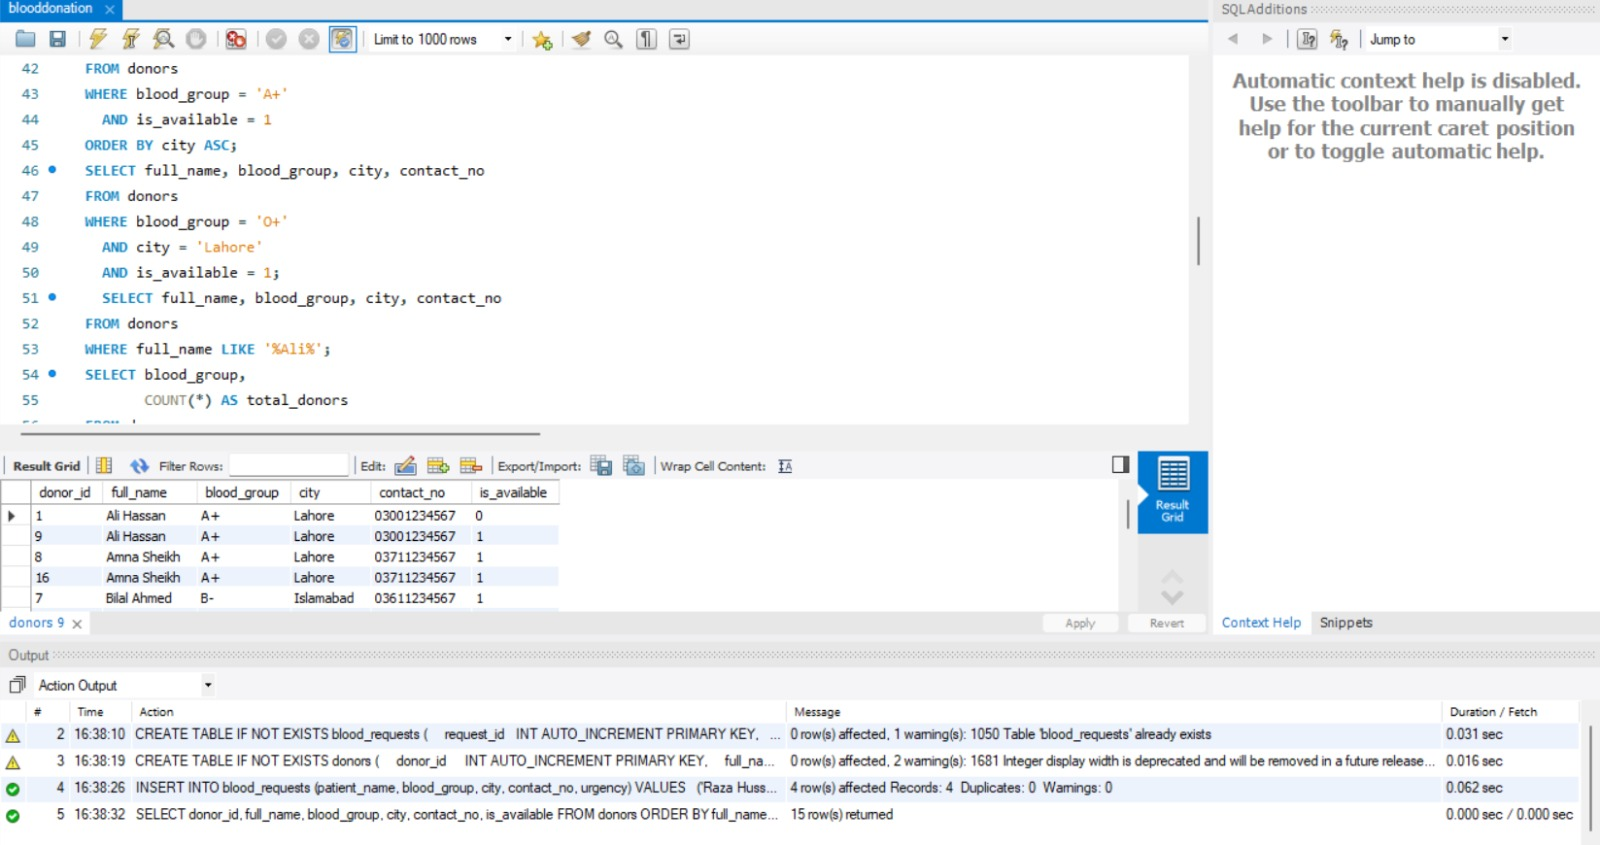 blooddonation
Limit to 1000 rows
42 FROM donors
43 WHERE blood_group = 'A+'
44 AND is_available = 1
45 ORDER BY city ASC;
46 SELECT full_name, blood_group, city, contact_no
47 FROM donors
48 WHERE blood_group = 'O+'
49 AND city = 'Lahore'
50 AND is_available = 1;
51 SELECT full_name, blood_group, city, contact_no
52 FROM donors
53 WHERE full_name LIKE '%Ali%';
54 SELECT blood_group,
55 COUNT(*) AS total_donors
SQLAdditions
Jump to
Automatic context help is disabled.
Use the toolbar to manually get
help for the current caret position
or to toggle automatic help.
Context Help Snippets
Result Grid Filter Rows: Edit: Export/Import: Wrap Cell Content:
donor_id full_name blood_group city contact_no is_available
1 Ali Hassan A+ Lahore 03001234567 0
9 Ali Hassan A+ Lahore 03001234567 1
8 Amna Sheikh A+ Lahore 03711234567 1
16 Amna Sheikh A+ Lahore 03711234567 1
7 Bilal Ahmed B- Islamabad 03611234567 1
Result
Grid
donors 9 Apply Revert
Output
Action Output
# Time Action Message Duration / Fetch
2 16:38:10 CREATE TABLE IF NOT EXISTS blood_requests ( request_id INT AUTO_INCREMENT PRIMARY KEY, ... 0 row(s) affected, 1 warning(s): 1050 Table 'blood_requests' already exists 0.031 sec
3 16:38:19 CREATE TABLE IF NOT EXISTS donors ( donor_id INT AUTO_INCREMENT PRIMARY KEY, full_na... 0 row(s) affected, 2 warning(s): 1681 Integer display width is deprecated and will be removed in a future release... 0.016 sec
4 16:38:26 INSERT INTO blood_requests (patient_name, blood_group, city, contact_no, urgency) VALUES ('Raza Huss... 4 row(s) affected Records: 4 Duplicates: 0 Warnings: 0 0.062 sec
5 16:38:32 SELECT donor_id, full_name, blood_group, city, contact_no, is_available FROM donors ORDER BY full_name... 15 row(s) returned 0.000 sec / 0.000 sec